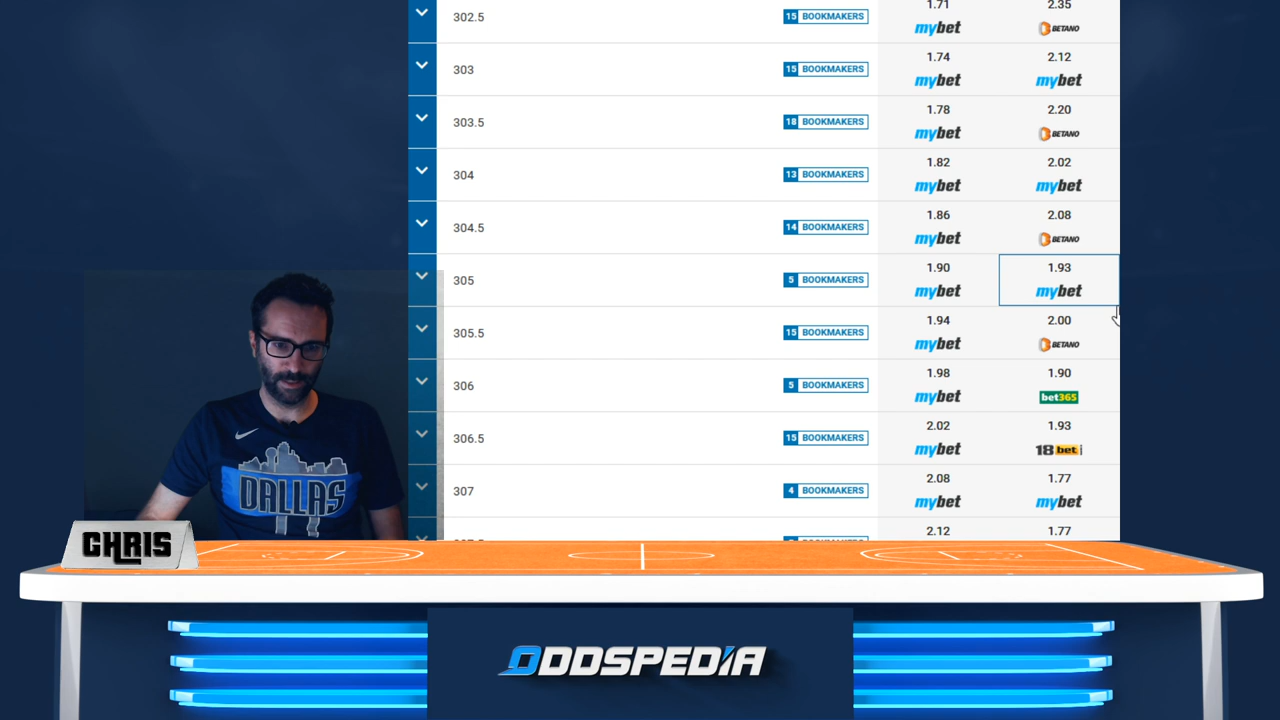 1.71 2.35
302.5 15 BOOKMAKERS
mybet BETANO
1.74 2.12
303 15 BOOKMAKERS
mybet mybet
1.78 2.20
303.5 18 BOOKMAKERS
mybet BETANO
1.82 2.02
304 13 BOOKMAKERS
mybet mybet
1.86 2.08
304.5 14 BOOKMAKERS
mybet BETANO
1.90 1.93
305 5 BOOKMAKERS
mybet mybet
1.94 2.00
305.5 15 BOOKMAKERS
mybet BETANO
1.98 1.90
306 5 BOOKMAKERS
mybet bet365
2.02 1.93
306.5 15 BOOKMAKERS
mybet 18bet
2.08 1.77
307 4 BOOKMAKERS
mybet mybet
2.12 1.77
DALLAS
CHRIS
ODDSPEDIA